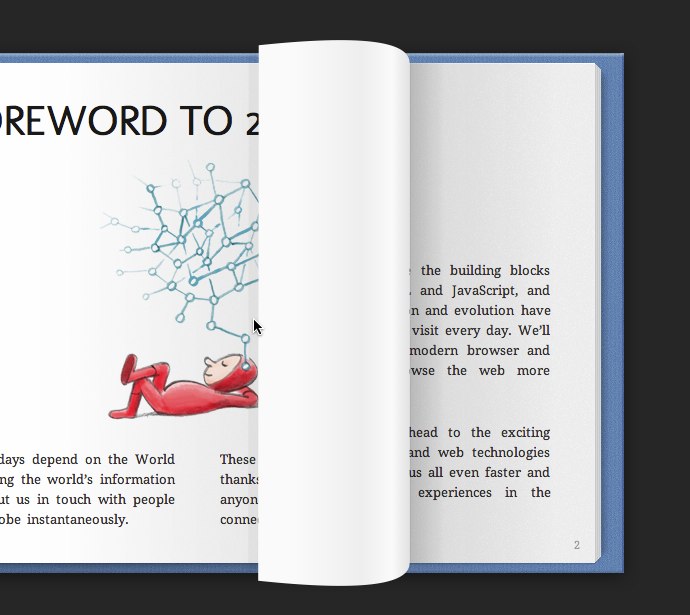 OREWORD TO 2
days depend on the World
ng the world's information
ut us in touch with people
obe instantaneously.
These
thanks
anyon
conne
the building blocks
, and JavaScript, and
n and evolution have
visit every day. We'll
modern browser and
owse the web more
head to the exciting
and web technologies
us all even faster and
experiences in the
2